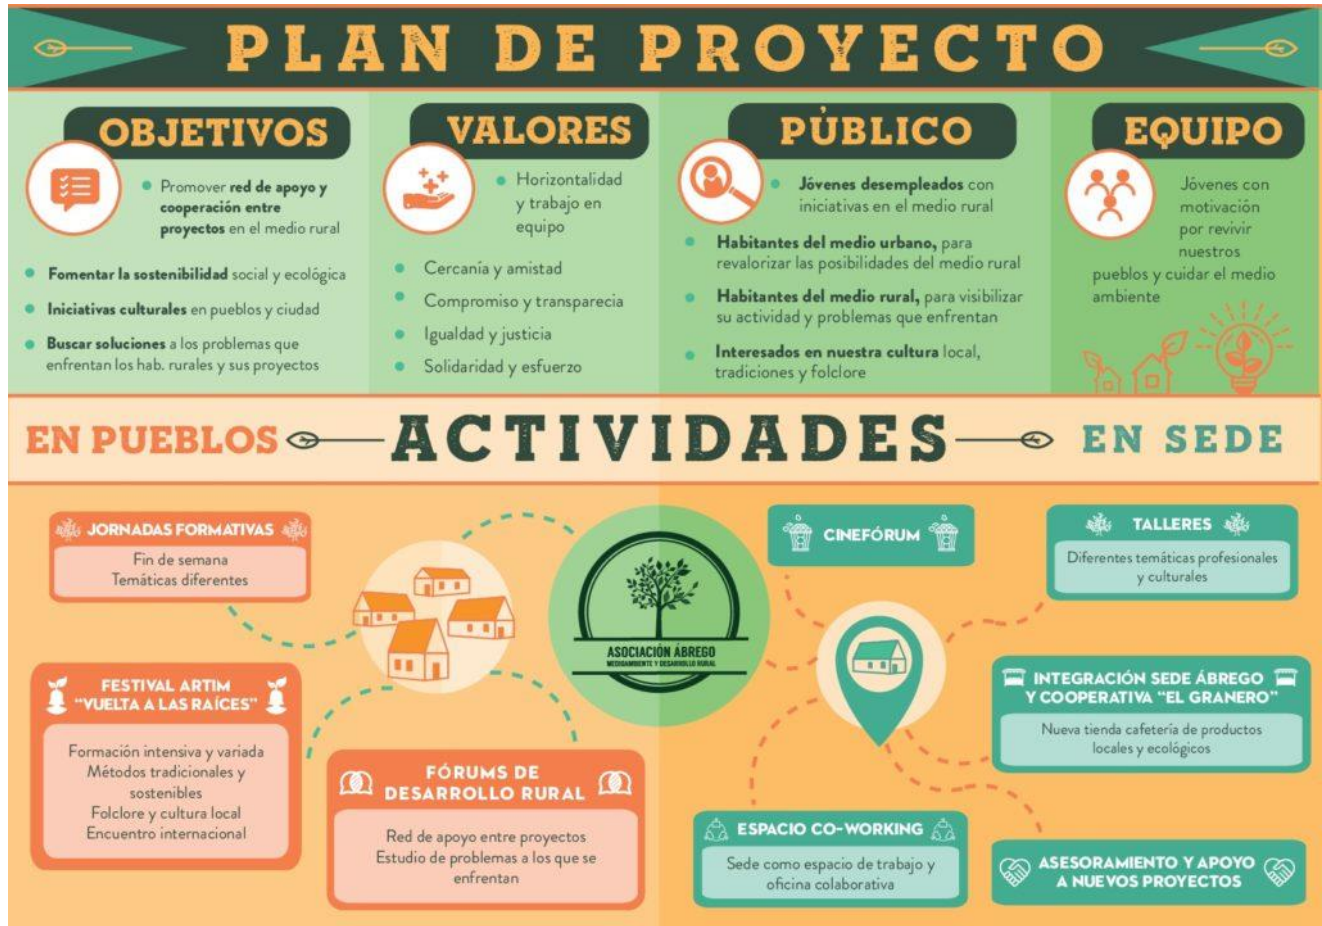 PLAN DE PROYECTO
OBJETIVOS
Promover red de apoyo y
cooperación entre
proyectos en el medio rural
Fomentar la sostenibilidad social y ecológica
Iniciativas culturales en pueblos y ciudad
Buscar soluciones a los problemas que
enfrentan los hab. rurales y sus proyectos
VALORES
Horizontalidad
y trabajo en
equipo
Cercanía y amistad
Compromiso y transparecia
Igualdad y justicia
Solidaridad y esfuerzo
PÚBLICO
Jóvenes desempleados con
iniciativas en el medio rural
Habitantes del medio urbano, para
revalorizar las posibilidades del medio rural
Habitantes del medio rural, para visibilizar
su actividad y problemas que enfrentan
Interesados en nuestra cultura local,
tradiciones y folclore
EQUIPO
Jóvenes con
motivación
por revivir
nuestros
pueblos y cuidar el medio
ambiente
EN PUEBLOS
ACTIVIDADES
EN SEDE
JORNADAS FORMATIVAS
Fin de semana
Temáticas diferentes
FESTIVAL ARTIM
"VUELTA A LAS RAÍCES"
Formación intensiva y variada
Métodos tradicionales y
sostenibles
Folclore y cultura local
Encuentro internacional
FÓRUMS DE
DESARROLLO RURAL
Red de apoyo entre proyectos
Estudio de problemas a los que se
enfrentan
ASOCIACIÓN ÁBREGO
MEDIOAMBIENTE Y DESARROLLO RURAL
CINEFÓRUM
TALLERES
Diferentes temáticas profesionales
y culturales
INTEGRACIÓN SEDE ÁBREGO
Y COOPERATIVA "EL GRANERO"
Nueva tienda cafetería de productos
locales y ecológicos
ESPACIO CO-WORKING
Sede como espacio de trabajo y
oficina colaborativa
ASESORAMIENTO Y APOYO
A NUEVOS PROYECTOS